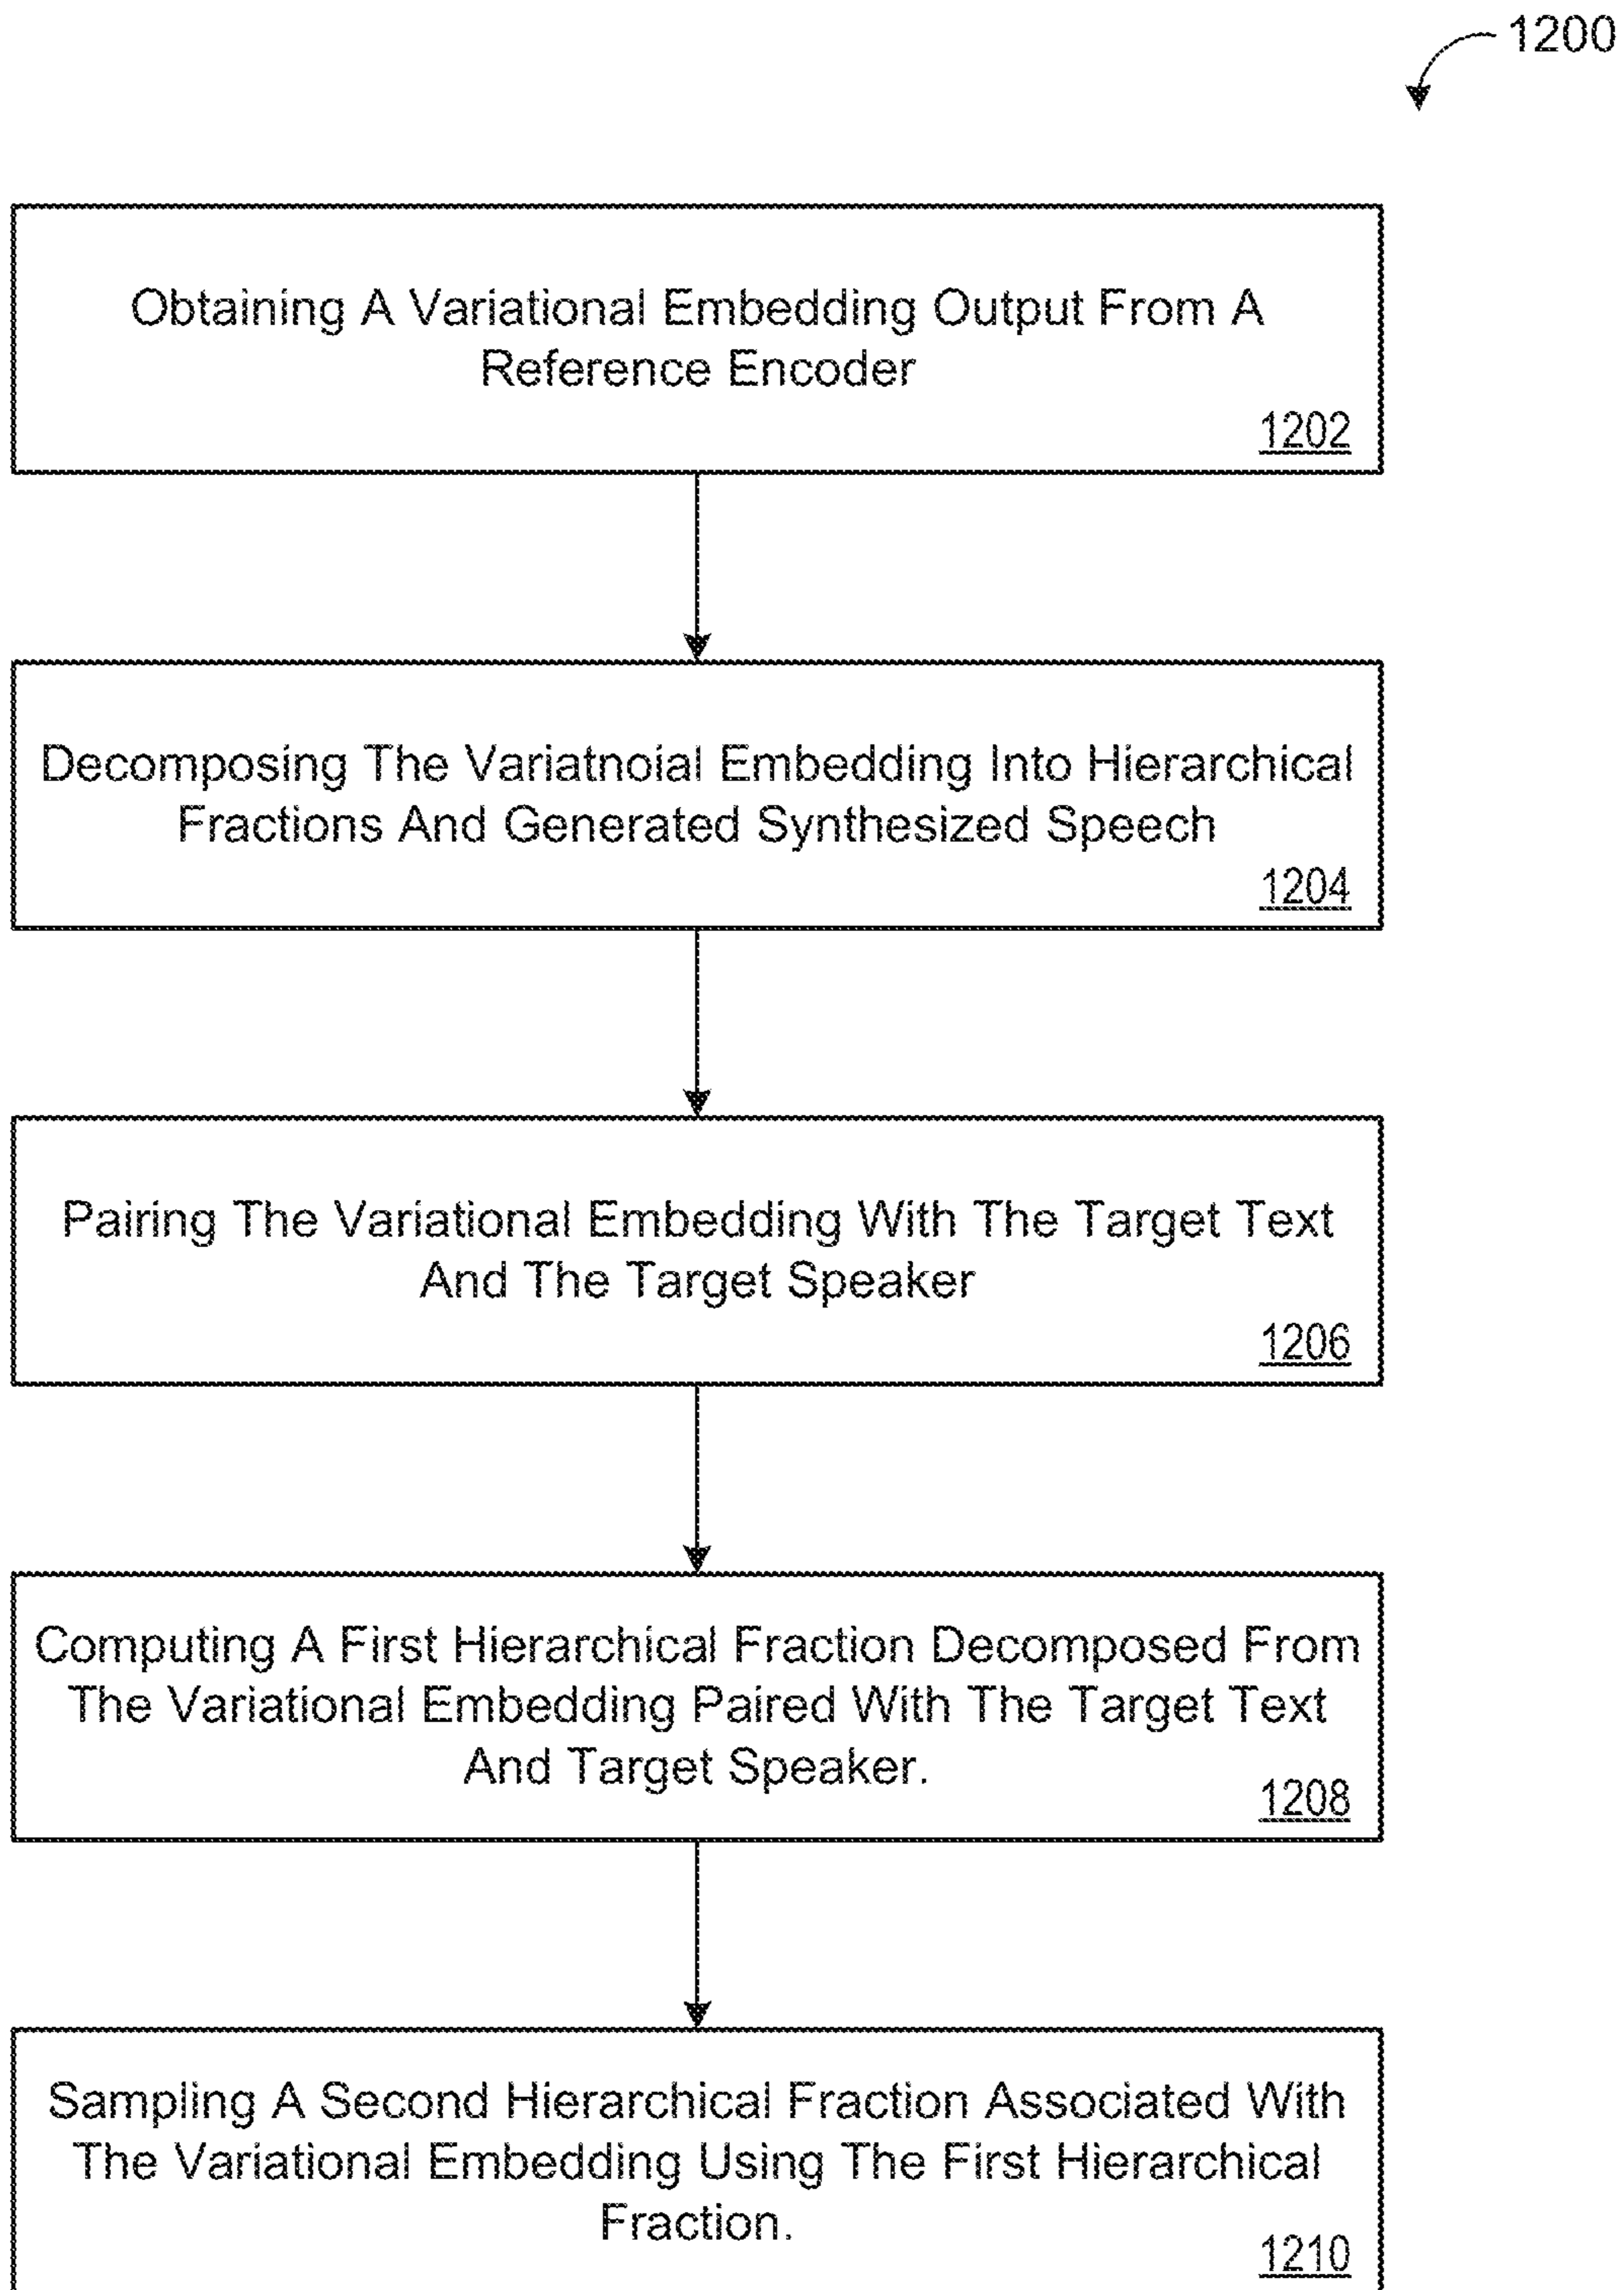 1200
Obtaining A Variational Embedding Output From A
Reference Encoder
1202
Decomposing The Variatnoial Embedding Into Hierarchical
Fractions And Generated Synthesized Speech
1204
Pairing The Variational Embedding With The Target Text
And The Target Speaker
1206
Computing A First Hierarchical Fraction Decomposed From
The Variational Embedding Paired With The Target Text
And Target Speaker.
1208
Sampling A Second Hierarchical Fraction Associated With
The Variational Embedding Using The First Hierarchical
Fraction.
1210